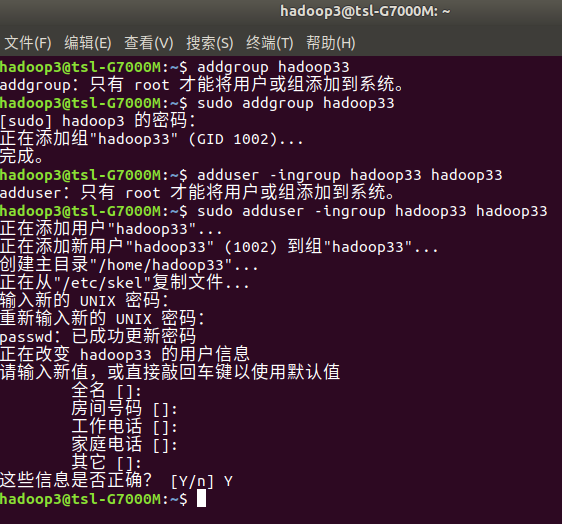 hadoop3@tsl-G7000M: ~
文件(F) 编辑(E) 查看(V) 搜索(S) 终端(T) 帮助(H)
hadoop3@tsl-G7000M:~$ addgroup hadoop33
addgroup：只有 root 才能将用户或组添加到系统。
hadoop3@tsl-G7000M:~$ sudo addgroup hadoop33
[sudo] hadoop3 的密码：
正在添加组"hadoop33" (GID 1002)...
完成。
hadoop3@tsl-G7000M:~$ adduser -ingroup hadoop33 hadoop33
adduser：只有 root 才能将用户或组添加到系统。
hadoop3@tsl-G7000M:~$ sudo adduser -ingroup hadoop33 hadoop33
正在添加用户"hadoop33"...
正在添加新用户"hadoop33" (1002) 到组"hadoop33"...
创建主目录"/home/hadoop33"...
正在从"/etc/skel"复制文件...
输入新的 UNIX 密码：
重新输入新的 UNIX 密码：
passwd：已成功更新密码
正在改变 hadoop33 的用户信息
请输入新值，或直接敲回车键以使用默认值
全名 []:
房间号码 []:
工作电话 []:
家庭电话 []:
其它 []:
这些信息是否正确？ [Y/n] Y
hadoop3@tsl-G7000M:~$